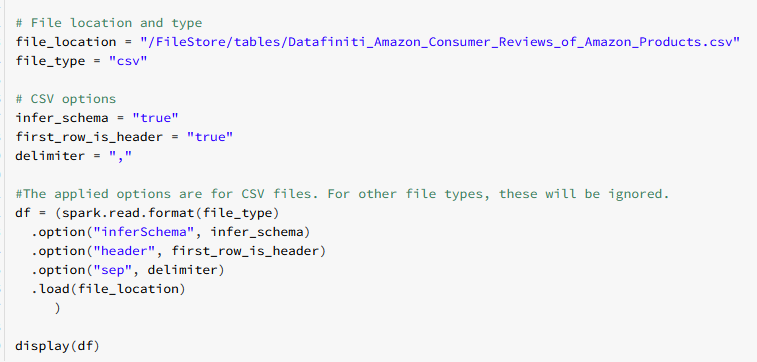 # File location and type
file_location = "/FileStore/tables/Datafiniti_Amazon_Consumer_Reviews_of_Amazon_Products.csv"
file_type = "csv"
# CSV options
infer_schema = "true"
first_row_is_header = "true"
delimiter = ","
#The applied options are for CSV files. For other file types, these will be ignored.
df = (spark.read.format(file_type)
.option("inferSchema", infer_schema)
.option("header", first_row_is_header)
.option("sep", delimiter)
.load(file_location)
)
display(df)